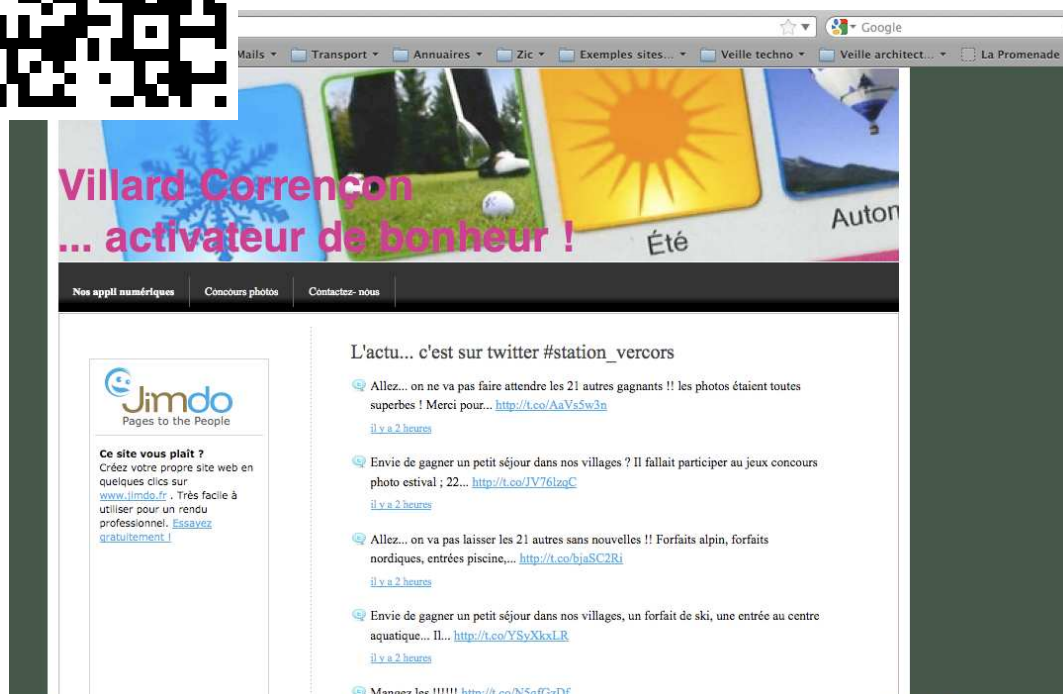 Google
Mails
Transport
Annuaires
Zic
Exemples sites...
Veille techno
Veille architect...
La Promenade
Villard Corrençon
... activateur de bonheur !
Été
Auton
Nos appli numériques
Concours photos
Contactez- nous
L'actu... c'est sur twitter #station_vercors
Allez... on ne va pas faire attendre les 21 autres gagnants !! les photos étaient toutes
superbes ! Merci pour... http://t.co/AaVs5w3n
il y a 2 heures
Envie de gagner un petit séjour dans nos villages ? Il fallait participer au jeux concours
photo estival ; 22... http://t.co/JV76lzqC
il y a 2 heures
Allez... on va pas laisser les 21 autres sans nouvelles !! Forfaits alpin, forfaits
nordiques, entrées piscine,... http://t.co/bjaSC2Ri
il y a 2 heures
Envie de gagner un petit séjour dans nos villages, un forfait de ski, une entrée au centre
aquatique... Il... http://t.co/YSyXkxLR
il y a 2 heures
Mangez les !!!!!! http://t.co/N5qfGzDf
Jimdo
Pages to the People
Ce site vous plaît ?
Créez votre propre site web en
quelques clics sur
www.jimdo.fr . Très facile à
utiliser pour un rendu
professionnel. Essayez
gratuitement !